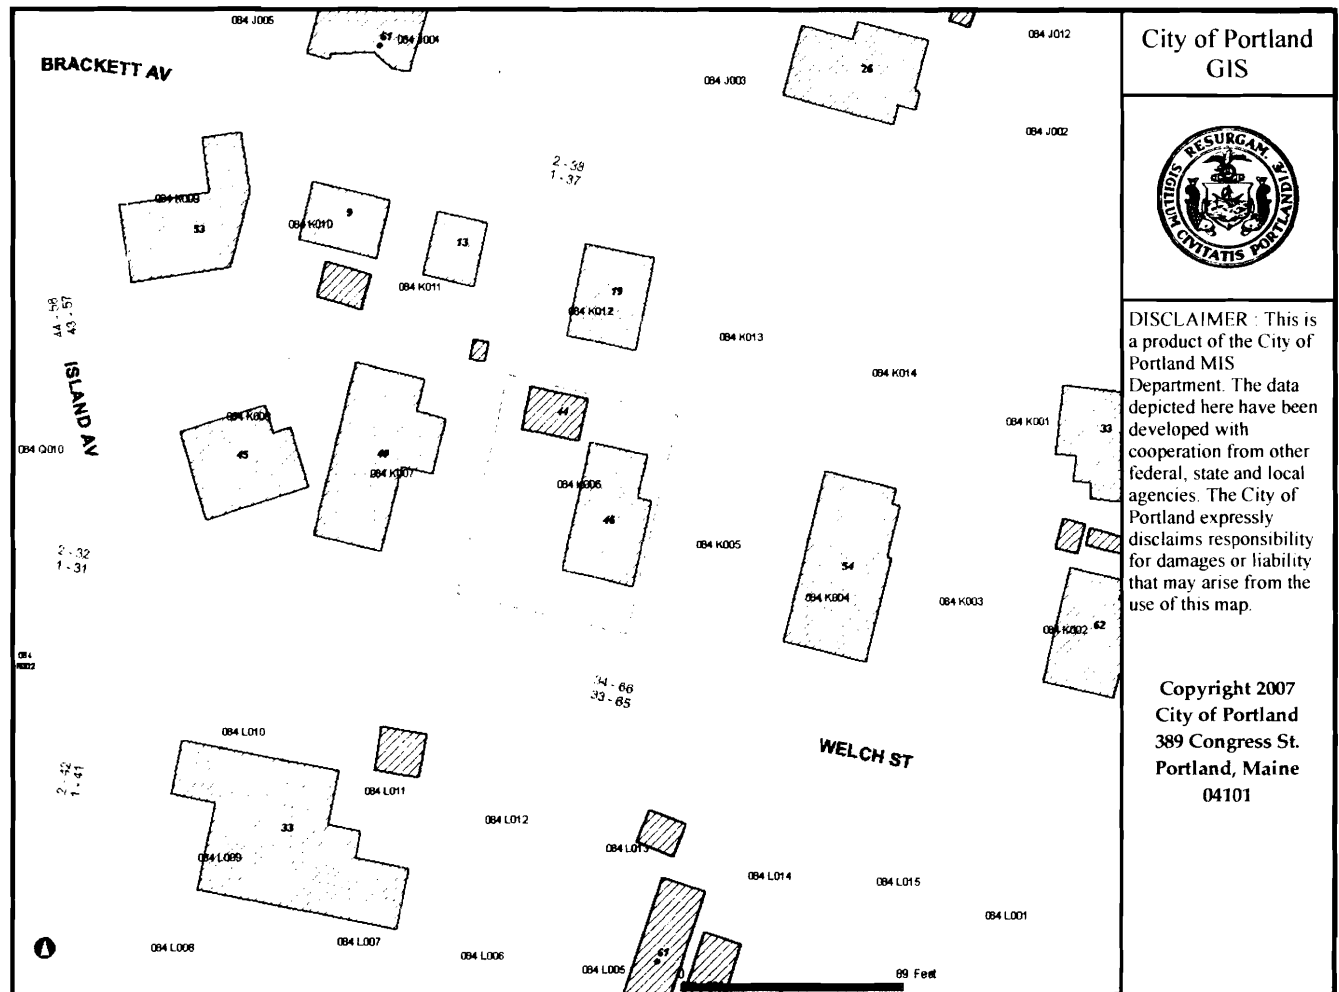 084 J005
61
084 J004
084 J012
BRACKETT AV
084 J003
26
084 J002
2 - 38
1 - 37
084 K009
53
9
084 K010
13
084 K011
19
084 K012
44 - 58
43 - 57
084 K013
084 K014
ISLAND AV
44
084 K008
45
084 Q010
40
084 K007
084 K001
33
084 K006
46
084 K005
2 - 32
1 - 31
54
084 K004
084 K003
084 K002
62
084
34 - 66
33 - 65
084 L010
WELCH ST
2 - 42
1 - 41
084 L011
33
084 L012
084 L009
084 L013
084 L014
084 L015
084 L001
084 L008
084 L007
084 L006
084 L005
61
0
89 Feet
City of Portland
GIS
RESURGAM.
SIGILLUM CIVITATIS PORTLANDIÆ
DISCLAIMER : This is
a product of the City of
Portland MIS
Department. The data
depicted here have been
developed with
cooperation from other
federal, state and local
agencies. The City of
Portland expressly
disclaims responsibility
for damages or liability
that may arise from the
use of this map.
Copyright 2007
City of Portland
389 Congress St.
Portland, Maine
04101